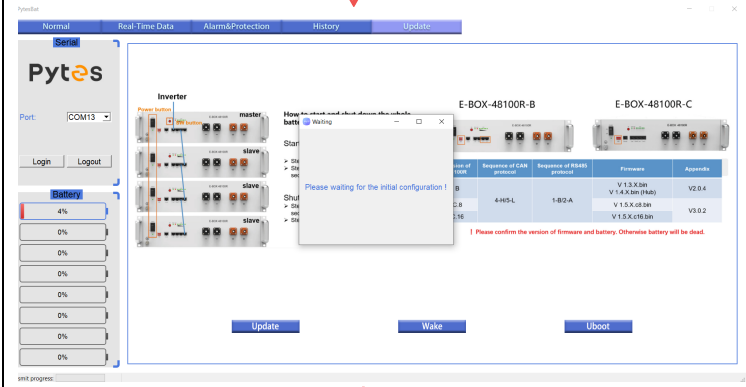 PytesBat
Normal
Real-Time Data
Alarm&Protection
History
Update
Serial
Pytes
Port:
COM13
Login
Logout
Battery
4%
0%
0%
0%
0%
0%
0%
0%
Inverter
Power button
master
slave
slave
slave
How to start and shut down the whole
Waiting
Please waiting for the initial configuration !
E-BOX-48100R-B
E-BOX-48100R-C
Sequence of CAN protocol
Sequence of RS485 protocol
Firmware
Appendix
B
4-H/5-L
1-B/2-A
V 1.3.X.bin
V 1.4.X.bin (Hub)
V2.0.4
V 1.5.X.c8.bin
V 1.5.X.c16.bin
V3.0.2
! Please confirm the version of firmware and battery. Otherwise battery will be dead.
Update
Wake
Uboot
smit progress: